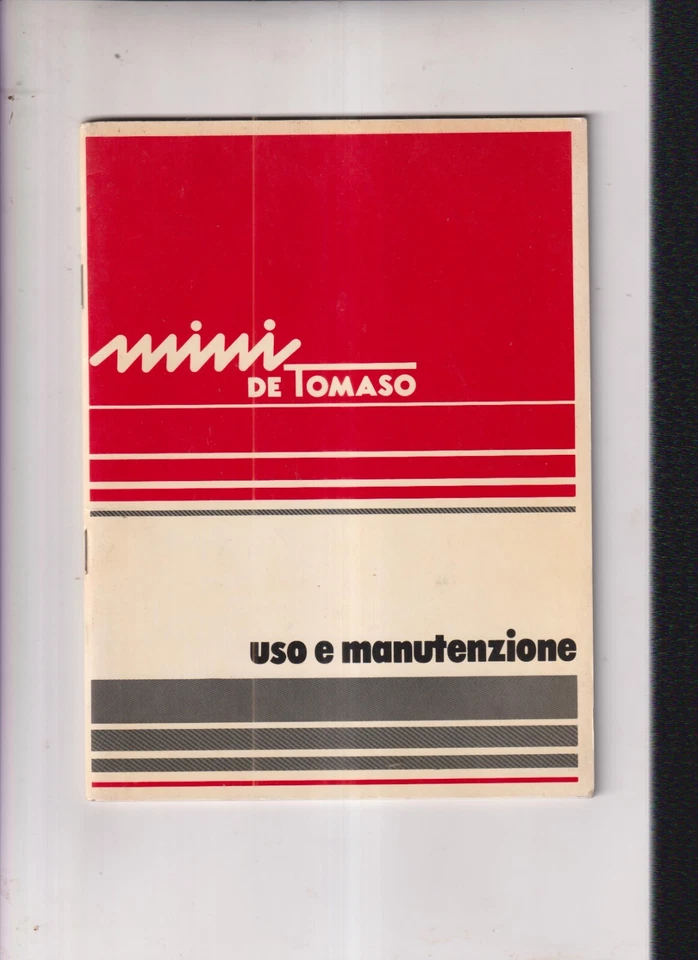 mini
DE TOMASO
uso e manutenzione